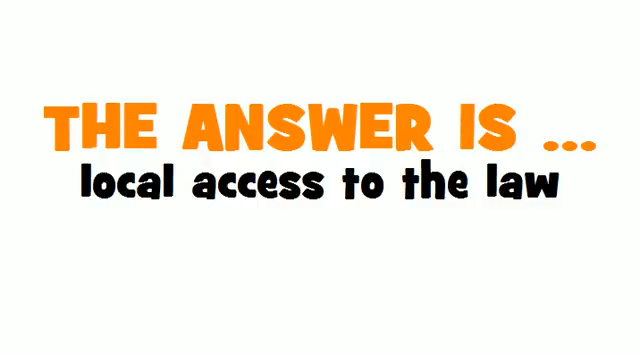 THE ANSWER IS ...
local access to the law